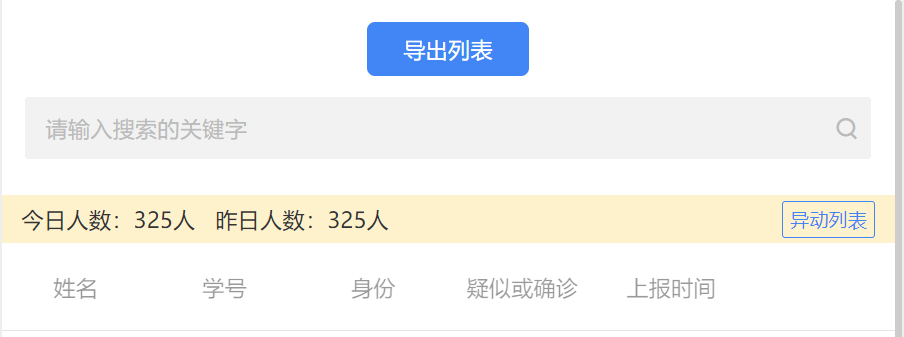 导出列表
请输入搜索的关键字
今日人数：325人 昨日人数：325人 异动列表
姓名 学号 身份 疑似或确诊 上报时间